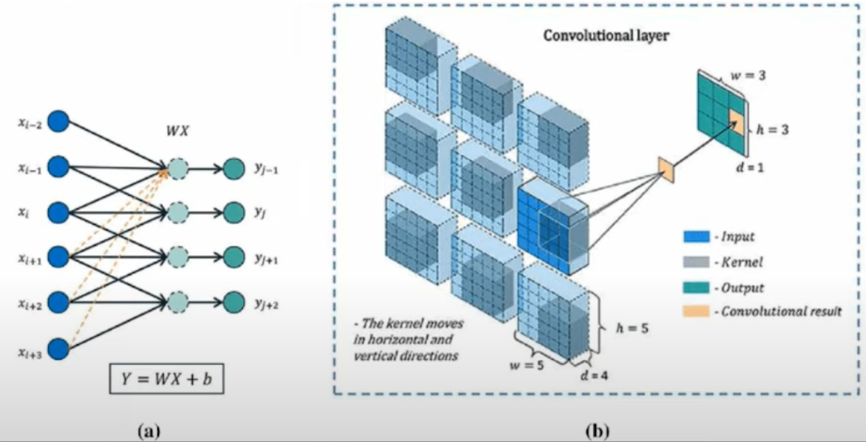 Convolutional layer
w = 3
h = 3
d = 1
WX
x_{i-2}
x_{i-1}
x_i
x_{i+1}
x_{i+2}
x_{i+3}
y_{j-1}
y_j
y_{j+1}
y_{j+2}
Y = WX + b
- Input
- Kernel
- Output
- Convolutional result
- The kernel moves
in horizontal and
vertical directions
h = 5
w = 5
d = 4
(a)
(b)